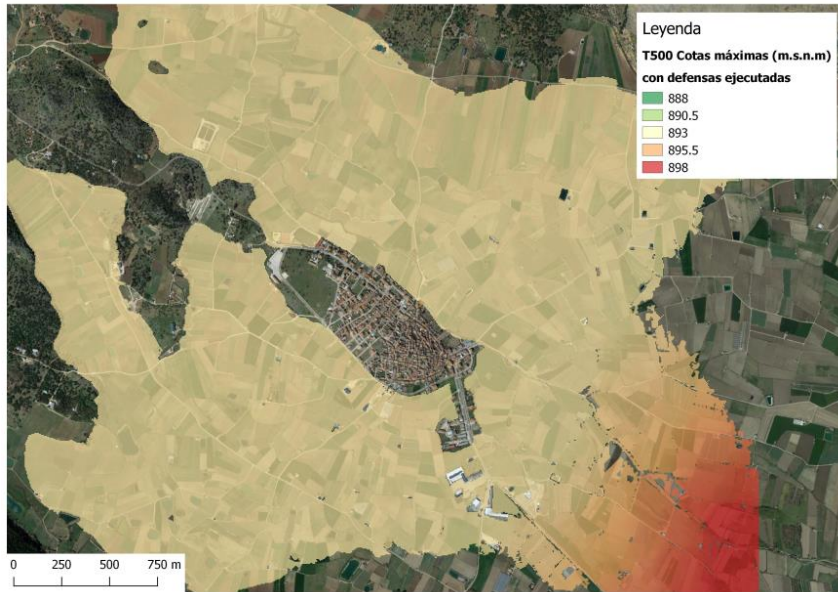 Leyenda
T500 Cotas máximas (m.s.n.m)
con defensas ejecutadas
888
890.5
893
895.5
898
0 250 500 750 m